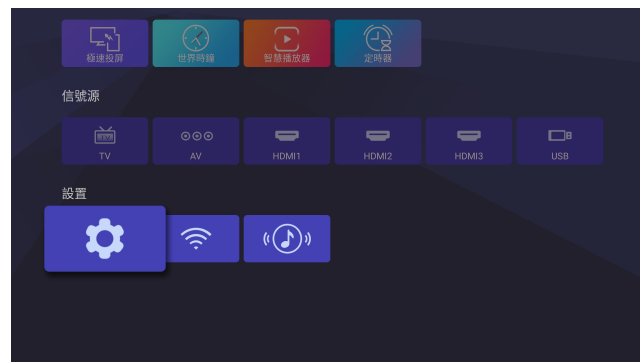 極速投屏
世界時鐘
智慧播放器
定時器
信號源
TV
AV
HDMI1
HDMI2
HDMI3
USB
設置